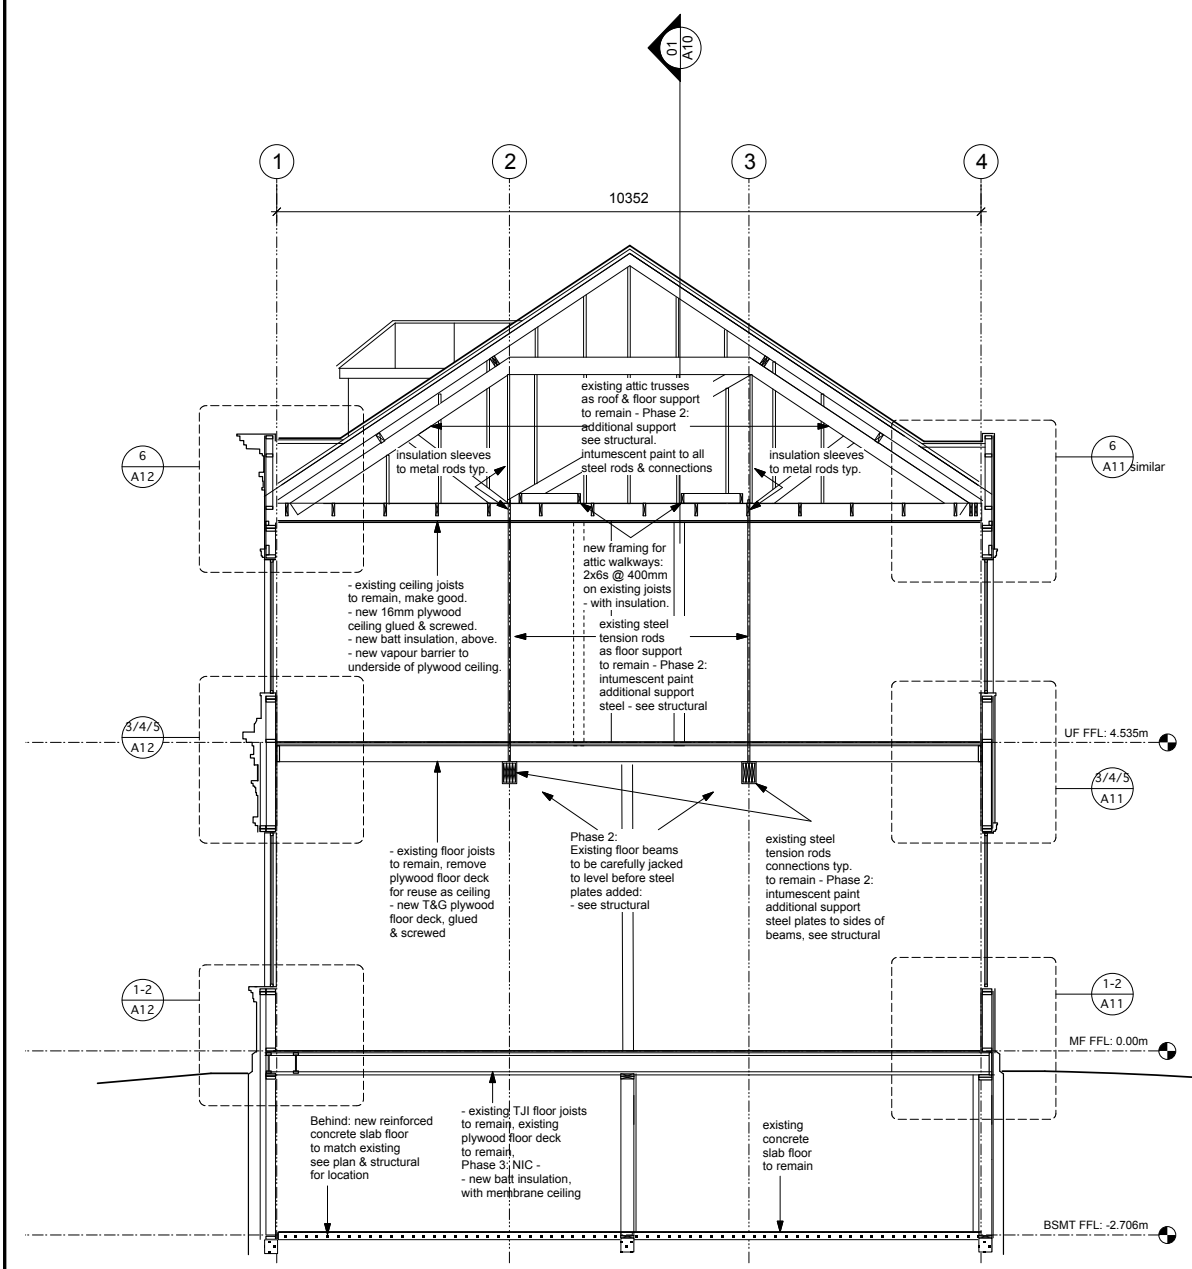 01
A10
1
2
3
4
10352
existing attic trusses
as roof & floor support
to remain - Phase 2:
additional support
see structural.
intumescent paint to all
steel rods & connections
insulation sleeves
to metal rods typ.
insulation sleeves
to metal rods typ.
6
A12
6
A11 similar
new framing for
attic walkways:
2x6s @ 400mm
on existing joists
- with insulation.
- existing ceiling joists
to remain, make good.
- new 16mm plywood
ceiling glued & screwed.
- new batt insulation, above.
- new vapour barrier to
underside of plywood ceiling.
existing steel
tension rods
as floor support
to remain - Phase 2:
intumescent paint
additional support
steel - see structural
3/4/5
A12
UF FFL: 4.535m
3/4/5
A11
- existing floor joists
to remain, remove
plywood floor deck
for reuse as ceiling
- new T&G plywood
floor deck, glued
& screwed
Phase 2:
Existing floor beams
to be carefully jacked
to level before steel
plates added:
- see structural
existing steel
tension rods
connections typ.
to remain - Phase 2:
intumescent paint
additional support
steel plates to sides of
beams, see structural
1-2
A12
1-2
A11
MF FFL: 0.00m
Behind: new reinforced
concrete slab floor
to match existing
see plan & structural
for location
- existing TJI floor joists
to remain, existing
plywood floor deck
to remain,
Phase 3: NIC -
- new batt insulation,
with membrane ceiling
existing
concrete
slab floor
to remain
BSMT FFL: -2.706m